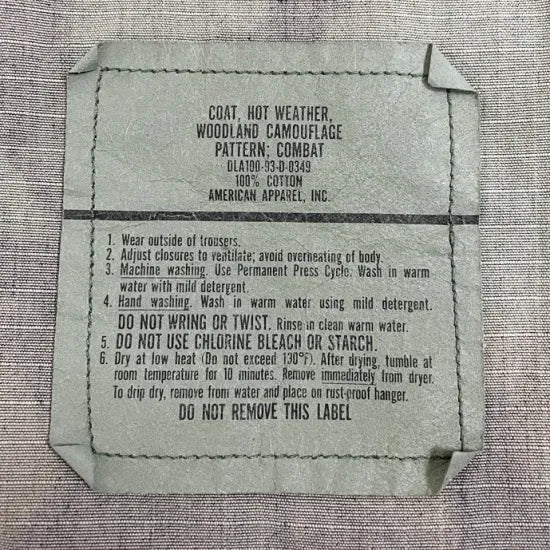 COAT, HOT WEATHER,
WOODLAND CAMOUFLAGE
PATTERN; COMBAT
DLA100-93-D-0349
100% COTTON
AMERICAN APPAREL, INC.
1. Wear outside of trousers.
2. Adjust closures to ventilate; avoid overheating of body.
3. Machine washing. Use Permanent Press Cycle. Wash in warm
water with mild detergent.
4. Hand washing. Wash in warm water using mild detergent.
DO NOT WRING OR TWIST. Rinse in clean warm water.
5. DO NOT USE CHLORINE BLEACH OR STARCH.
6. Dry at low heat (Do not exceed 130°F). After drying, tumble at
room temperature for 10 minutes. Remove immediately from dryer.
To drip dry, remove from water and place on rust-proof hanger.
DO NOT REMOVE THIS LABEL